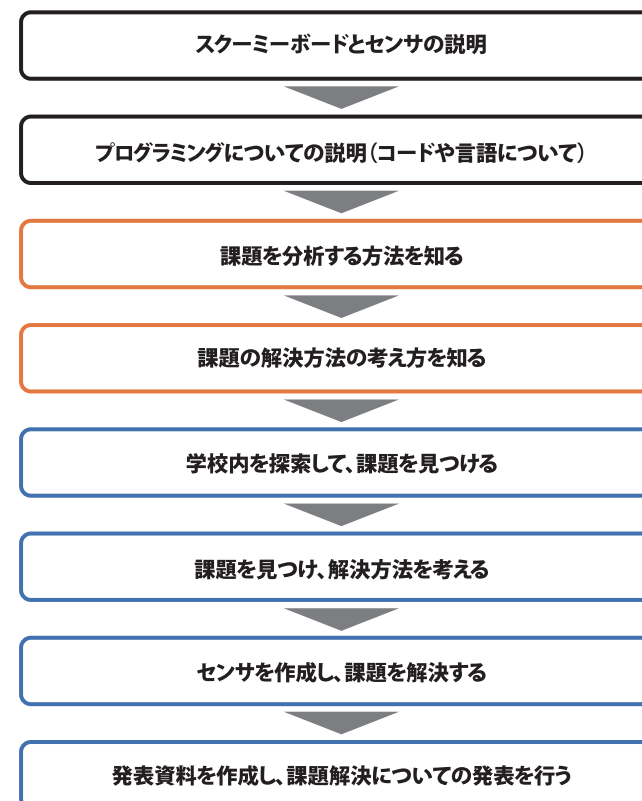 スクーミーボードとセンサの説明
プログラミングについての説明（コードや言語について）
課題を分析する方法を知る
課題の解決方法の考え方を知る
学校内を探索して、課題を見つける
課題を見つけ、解決方法を考える
センサを作成し、課題を解決する
発表資料を作成し、課題解決についての発表を行う